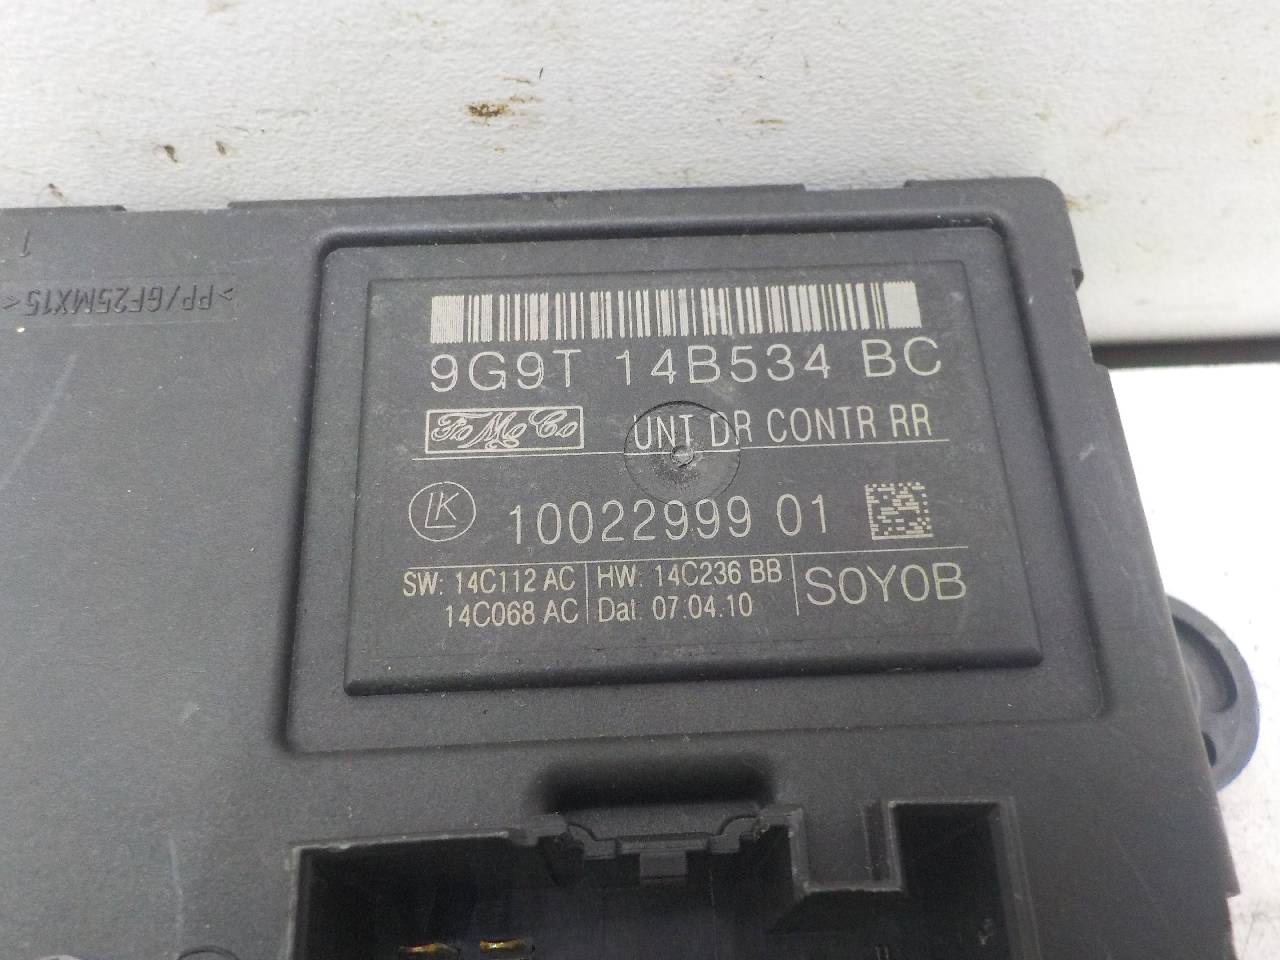 1
>PP/GF25MX15<
9G9T 14B534 BC
FoMoCo UNT DR CONTR RR
LK 10022999 01
SW: 14C112 AC HW: 14C236 BB S0Y0B
14C068 AC Dat. 07.04.10